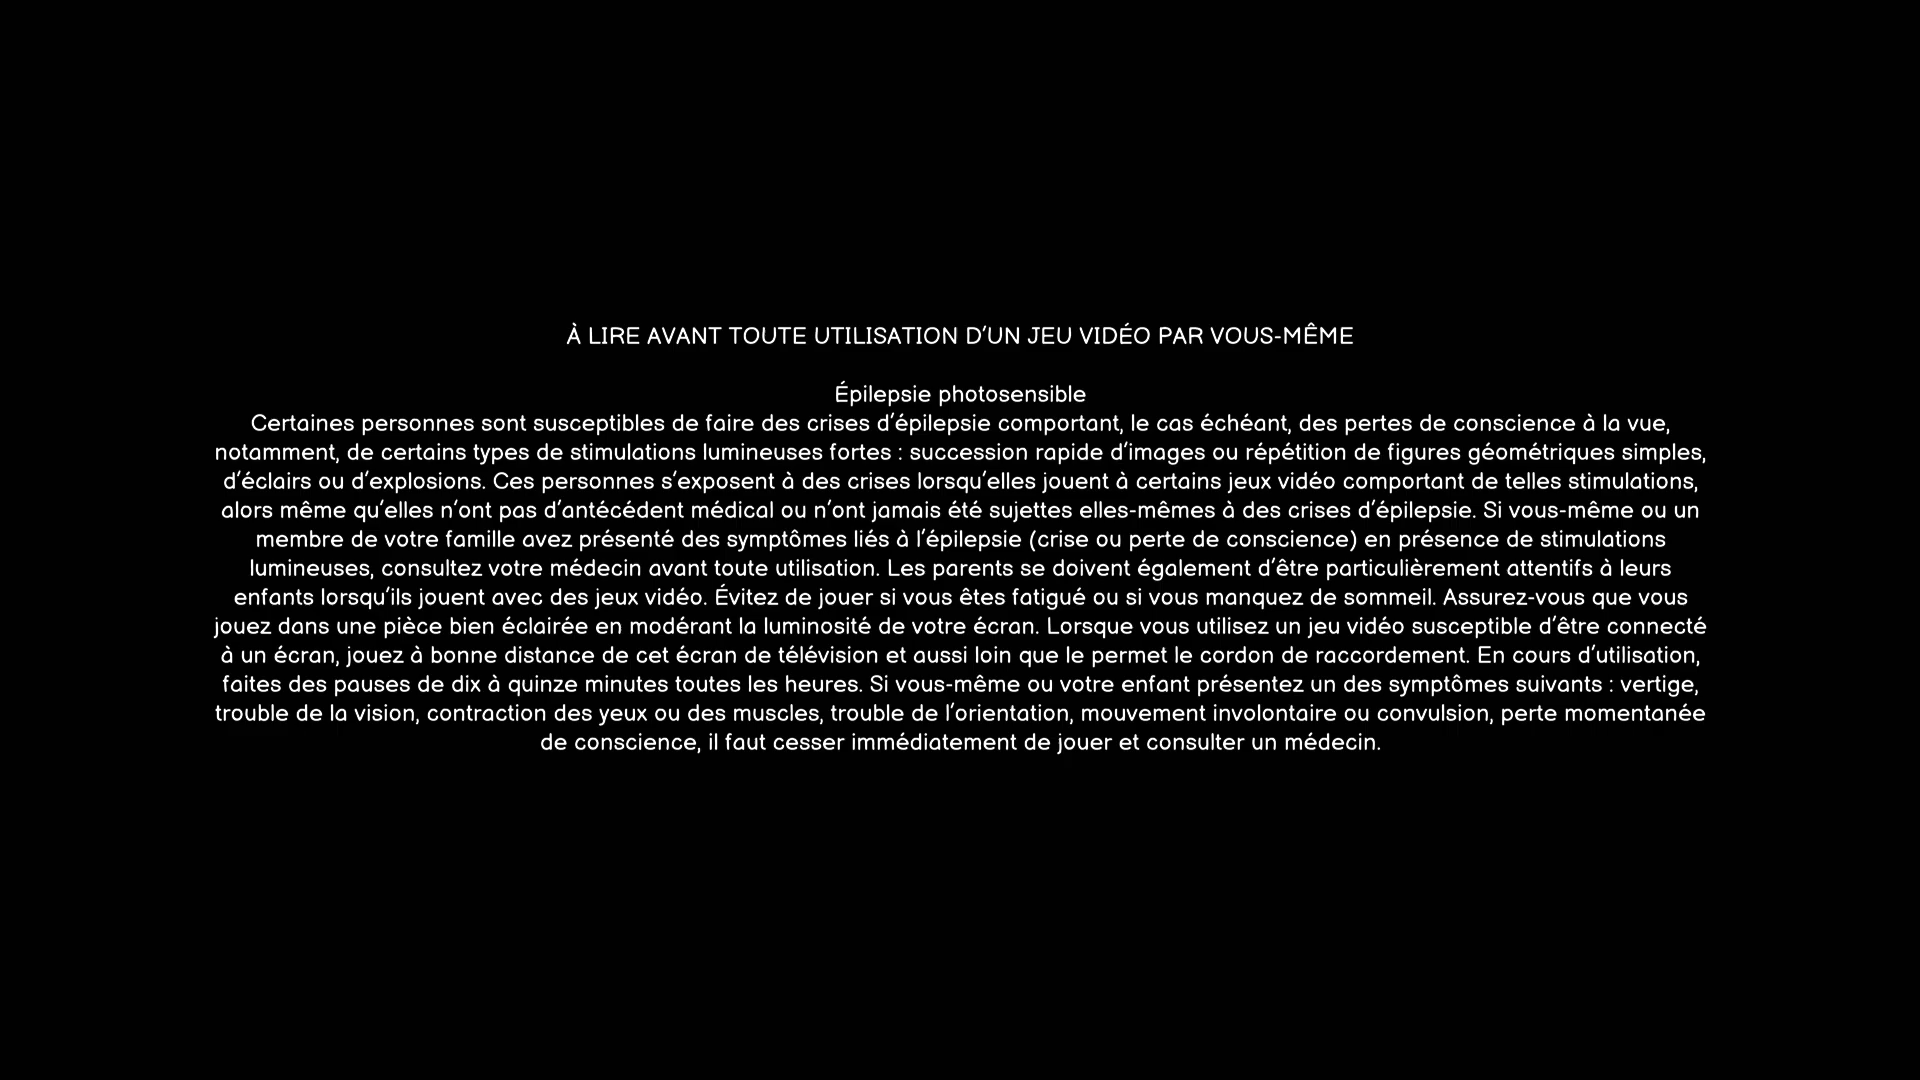 À LIRE AVANT TOUTE UTILISATION D'UN JEU VIDÉO PAR VOUS-MÊME
Épilepsie photosensible
Certaines personnes sont susceptibles de faire des crises d'épilepsie comportant, le cas échéant, des pertes de conscience à la vue,
notamment, de certains types de stimulations lumineuses fortes : succession rapide d'images ou répétition de figures géométriques simples,
d'éclairs ou d'explosions. Ces personnes s'exposent à des crises lorsqu'elles jouent à certains jeux vidéo comportant de telles stimulations,
alors même qu'elles n'ont pas d'antécédent médical ou n'ont jamais été sujettes elles-mêmes à des crises d'épilepsie. Si vous-même ou un
membre de votre famille avez présenté des symptômes liés à l'épilepsie (crise ou perte de conscience) en présence de stimulations
lumineuses, consultez votre médecin avant toute utilisation. Les parents se doivent également d'être particulièrement attentifs à leurs
enfants lorsqu'ils jouent avec des jeux vidéo. Évitez de jouer si vous êtes fatigué ou si vous manquez de sommeil. Assurez-vous que vous
jouez dans une pièce bien éclairée en modérant la luminosité de votre écran. Lorsque vous utilisez un jeu vidéo susceptible d'être connecté
à un écran, jouez à bonne distance de cet écran de télévision et aussi loin que le permet le cordon de raccordement. En cours d'utilisation,
faites des pauses de dix à quinze minutes toutes les heures. Si vous-même ou votre enfant présentez un des symptômes suivants : vertige,
trouble de la vision, contraction des yeux ou des muscles, trouble de l'orientation, mouvement involontaire ou convulsion, perte momentanée
de conscience, il faut cesser immédiatement de jouer et consulter un médecin.